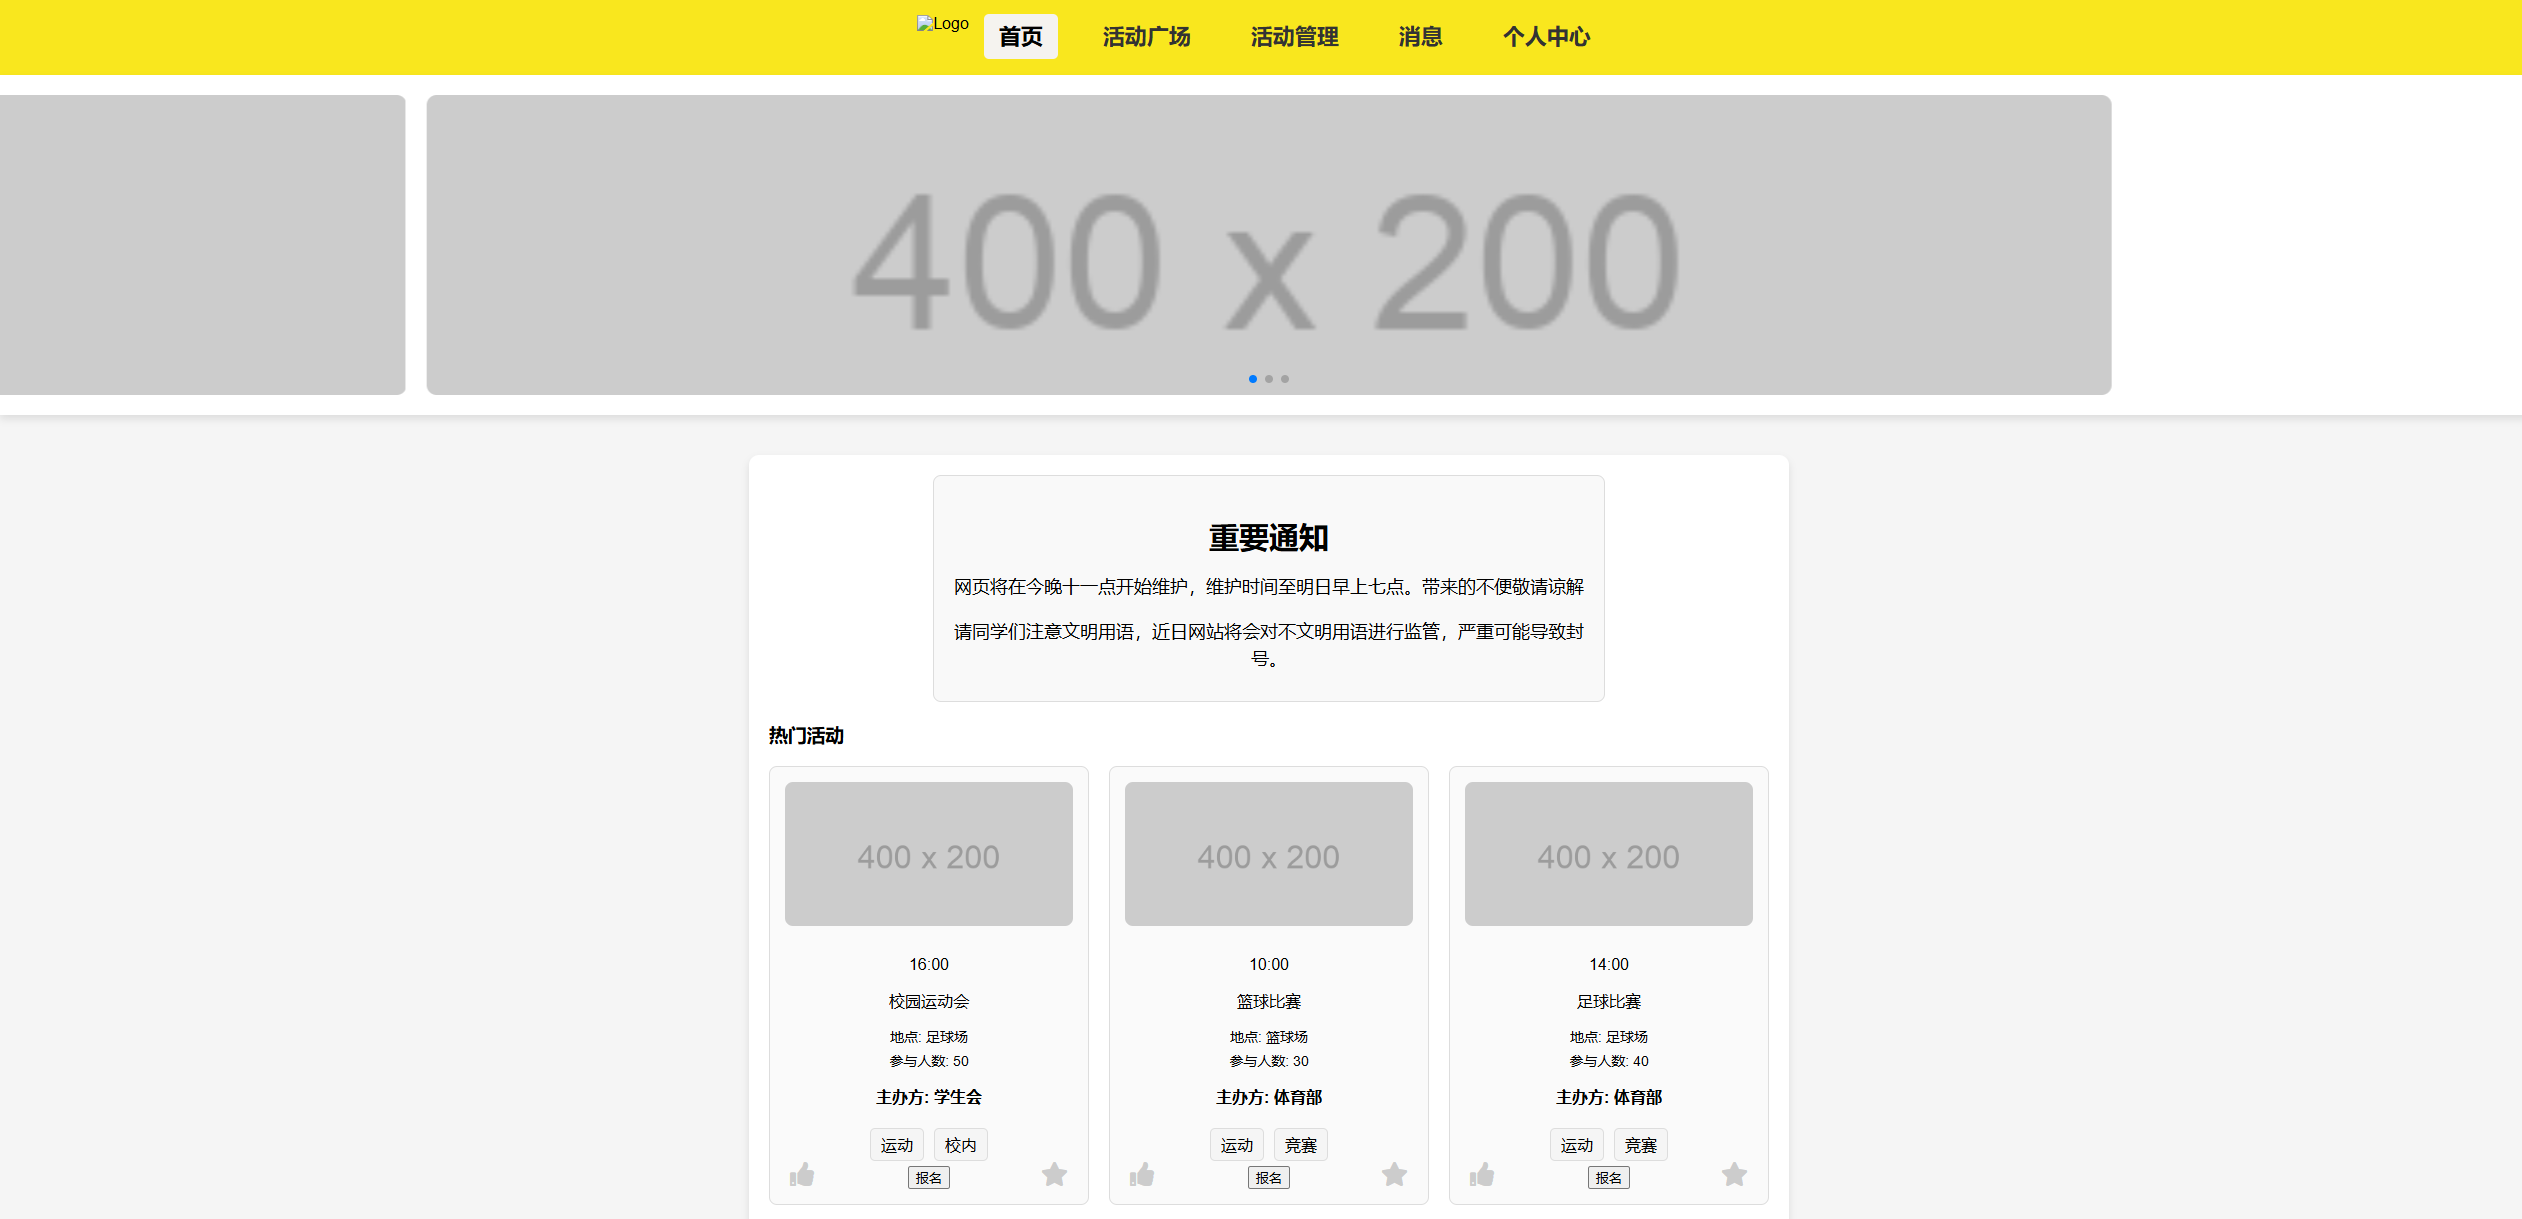 Logo 首页 活动广场 活动管理 消息 个人中心
400 x 200
重要通知
网页将在今晚十一点开始维护，维护时间至明日早上七点。带来的不便敬请谅解
请同学们注意文明用语，近日网站将会对不文明用语进行监管，严重可能导致封
号。
热门活动
400 x 200
16:00
校园运动会
地点: 足球场
参与人数: 50
主办方: 学生会
运动 校内
报名
400 x 200
10:00
篮球比赛
地点: 篮球场
参与人数: 30
主办方: 体育部
运动 竞赛
报名
400 x 200
14:00
足球比赛
地点: 足球场
参与人数: 40
主办方: 体育部
运动 竞赛
报名